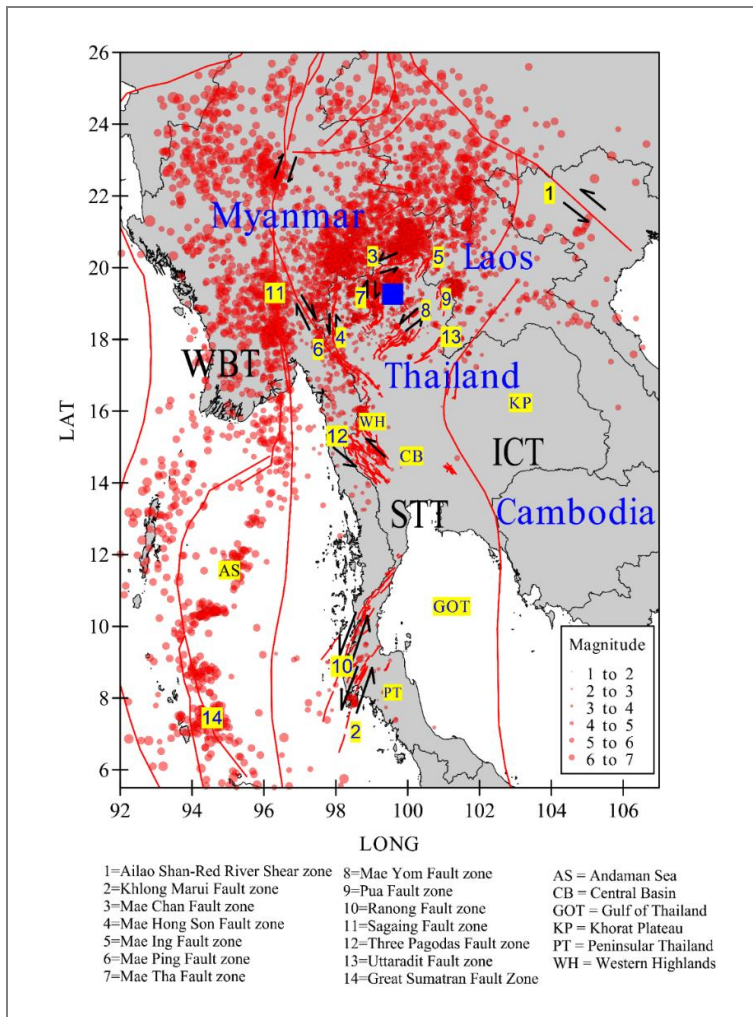 26
24
22
20
18
16
14
12
10
8
6
LAT
92 94 96 98 100 102 104 106
LONG
1
Myanmar
3
5
Laos
11
7
9
8
6
4
13
WBT
Thailand
KP
WH
12
CB
ICT
STT
Cambodia
AS
GOT
10
PT
14
2
Magnitude
1 to 2
2 to 3
3 to 4
4 to 5
5 to 6
6 to 7
1=Ailao Shan-Red River Shear zone
2=Khlong Marui Fault zone
3=Mae Chan Fault zone
4=Mae Hong Son Fault zone
5=Mae Ing Fault zone
6=Mae Ping Fault zone
7=Mae Tha Fault zone
8=Mae Yom Fault zone
9=Pua Fault zone
10=Ranong Fault zone
11=Sagaing Fault zone
12=Three Pagodas Fault zone
13=Uttaradit Fault zone
14=Great Sumatran Fault Zone
AS = Andaman Sea
CB = Central Basin
GOT = Gulf of Thailand
KP = Khorat Plateau
PT = Peninsular Thailand
WH = Western Highlands